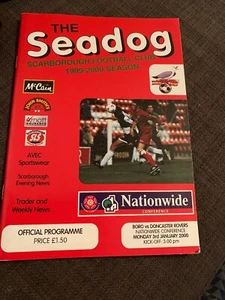 THE
Seadog
SCARBOROUGH FOOTBALL CLUB
1999-2000 SEASON
McCain
AVEC
Sportswear
Scarborough
Evening News
Trader and
Weekly News
Nationwide
CONFERENCE
OFFICIAL PROGRAMME
PRICE £1.50
BORO vs DONCASTER ROVERS
NATIONWIDE CONFERENCE
MONDAY 3rd JANUARY 2000
KICK-OFF 3.00 pm